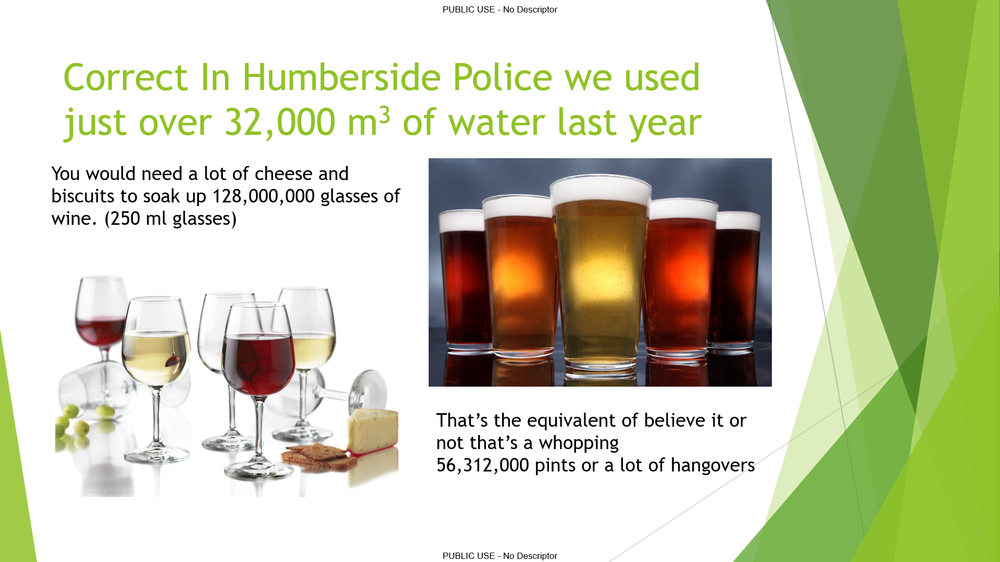 PUBLIC USE - No Descriptor
Correct In Humberside Police we used
just over 32,000 m³ of water last year
You would need a lot of cheese and
biscuits to soak up 128,000,000 glasses of
wine. (250 ml glasses)
That’s the equivalent of believe it or
not that’s a whopping
56,312,000 pints or a lot of hangovers
PUBLIC USE - No Descriptor